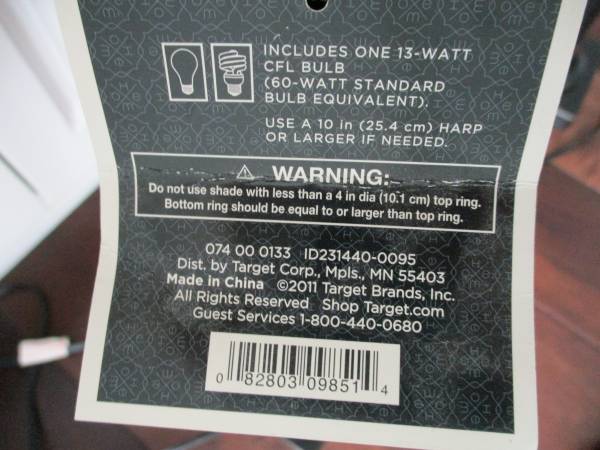 INCLUDES ONE 13-WATT
CFL BULB
(60-WATT STANDARD
BULB EQUIVALENT).
USE A 10 in (25.4 cm) HARP
OR LARGER IF NEEDED.
⚠ WARNING:
Do not use shade with less than a 4 in dia (10.1 cm) top ring.
Bottom ring should be equal to or larger than top ring.
074 00 0133 ID231440-0095
Dist. by Target Corp., Mpls., MN 55403
Made in China ©2011 Target Brands, Inc.
All Rights Reserved Shop Target.com
Guest Services 1-800-440-0680
0 82803 09851 4